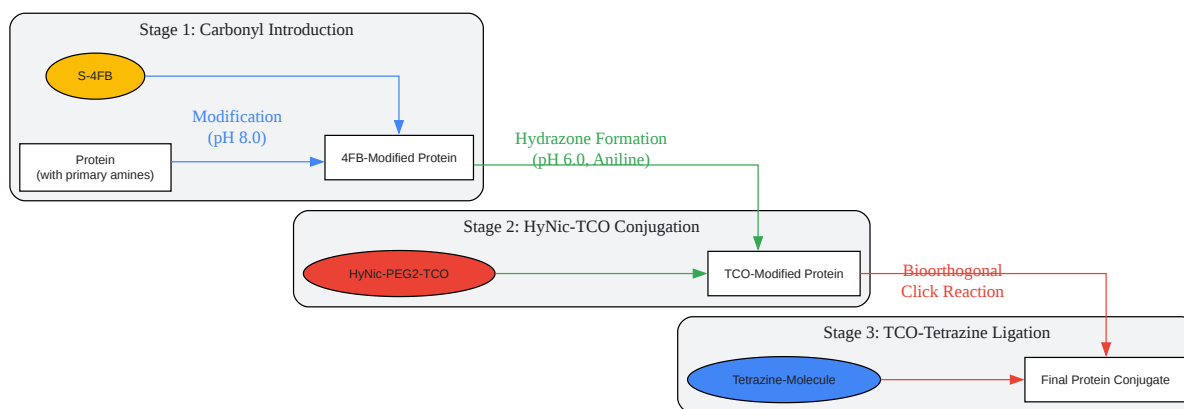 Stage 1: Carbonyl Introduction
S-4FB
Modification
(pH 8.0)
Protein
(with primary amines)
4FB-Modified Protein
Hydrazone Formation
(pH 6.0, Aniline)
Stage 2: HyNic-TCO Conjugation
HyNic-PEG2-TCO
TCO-Modified Protein
Bioorthogonal
Click Reaction
Stage 3: TCO-Tetrazine Ligation
Tetrazine-Molecule
Final Protein Conjugate